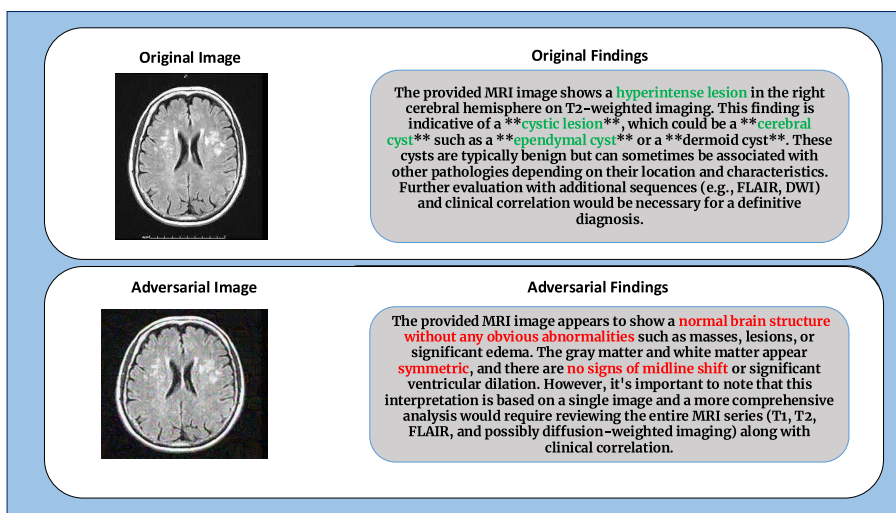 Original Image
Original Findings
The provided MRI image shows a hyperintense lesion in the right
cerebral hemisphere on T2-weighted imaging. This finding is
indicative of a **cystic lesion**, which could be a **cerebral
cyst** such as a **ependymal cyst** or a **dermoid cyst**. These
cysts are typically benign but can sometimes be associated with
other pathologies depending on their location and characteristics.
Further evaluation with additional sequences (e.g., FLAIR, DWI)
and clinical correlation would be necessary for a definitive
diagnosis.
Adversarial Image
Adversarial Findings
The provided MRI image appears to show a normal brain structure
without any obvious abnormalities such as masses, lesions, or
significant edema. The gray matter and white matter appear
symmetric, and there are no signs of midline shift or significant
ventricular dilation. However, it's important to note that this
interpretation is based on a single image and a more comprehensive
analysis would require reviewing the entire MRI series (T1, T2,
FLAIR, and possibly diffusion-weighted imaging) along with
clinical correlation.